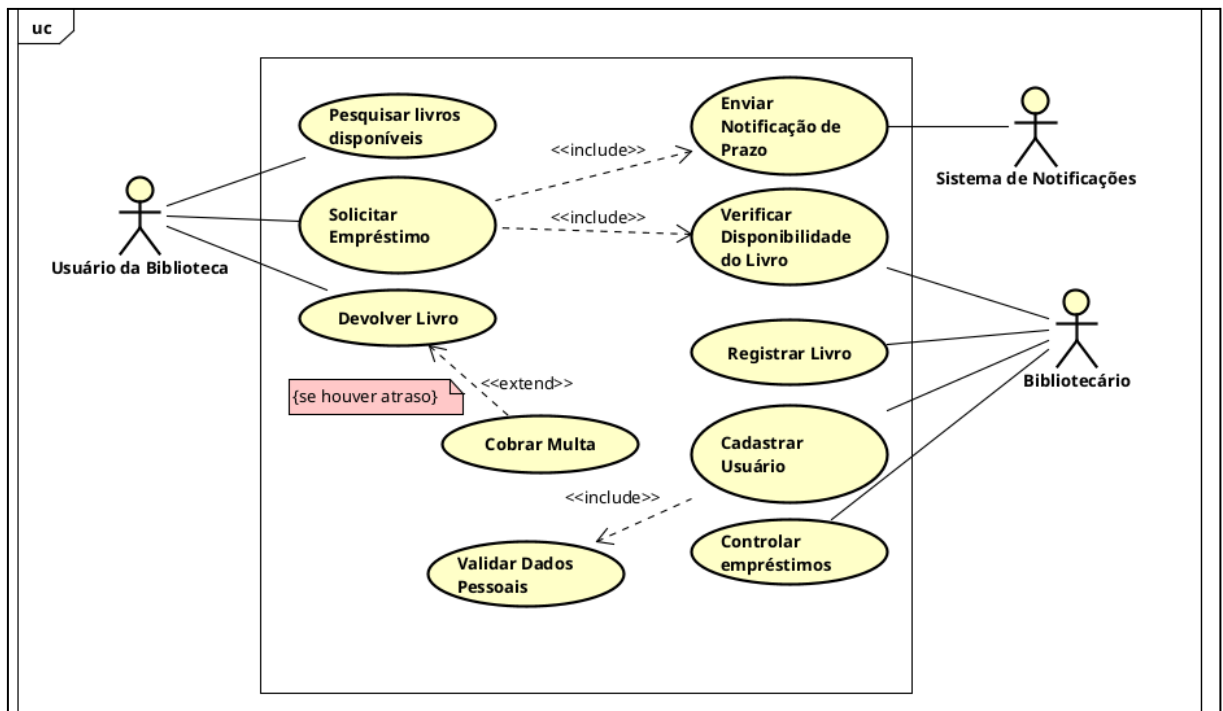 uc
Pesquisar livros
disponíveis
Enviar
Notificação de
Prazo
<<include>>
Sistema de Notificações
Solicitar
Empréstimo
<<include>>
Verificar
Disponibilidade
do Livro
Usuário da Biblioteca
Devolver Livro
Registrar Livro
Bibliotecário
<<extend>>
{se houver atraso}
Cobrar Multa
Cadastrar
Usuário
<<include>>
Validar Dados
Pessoais
Controlar
empréstimos